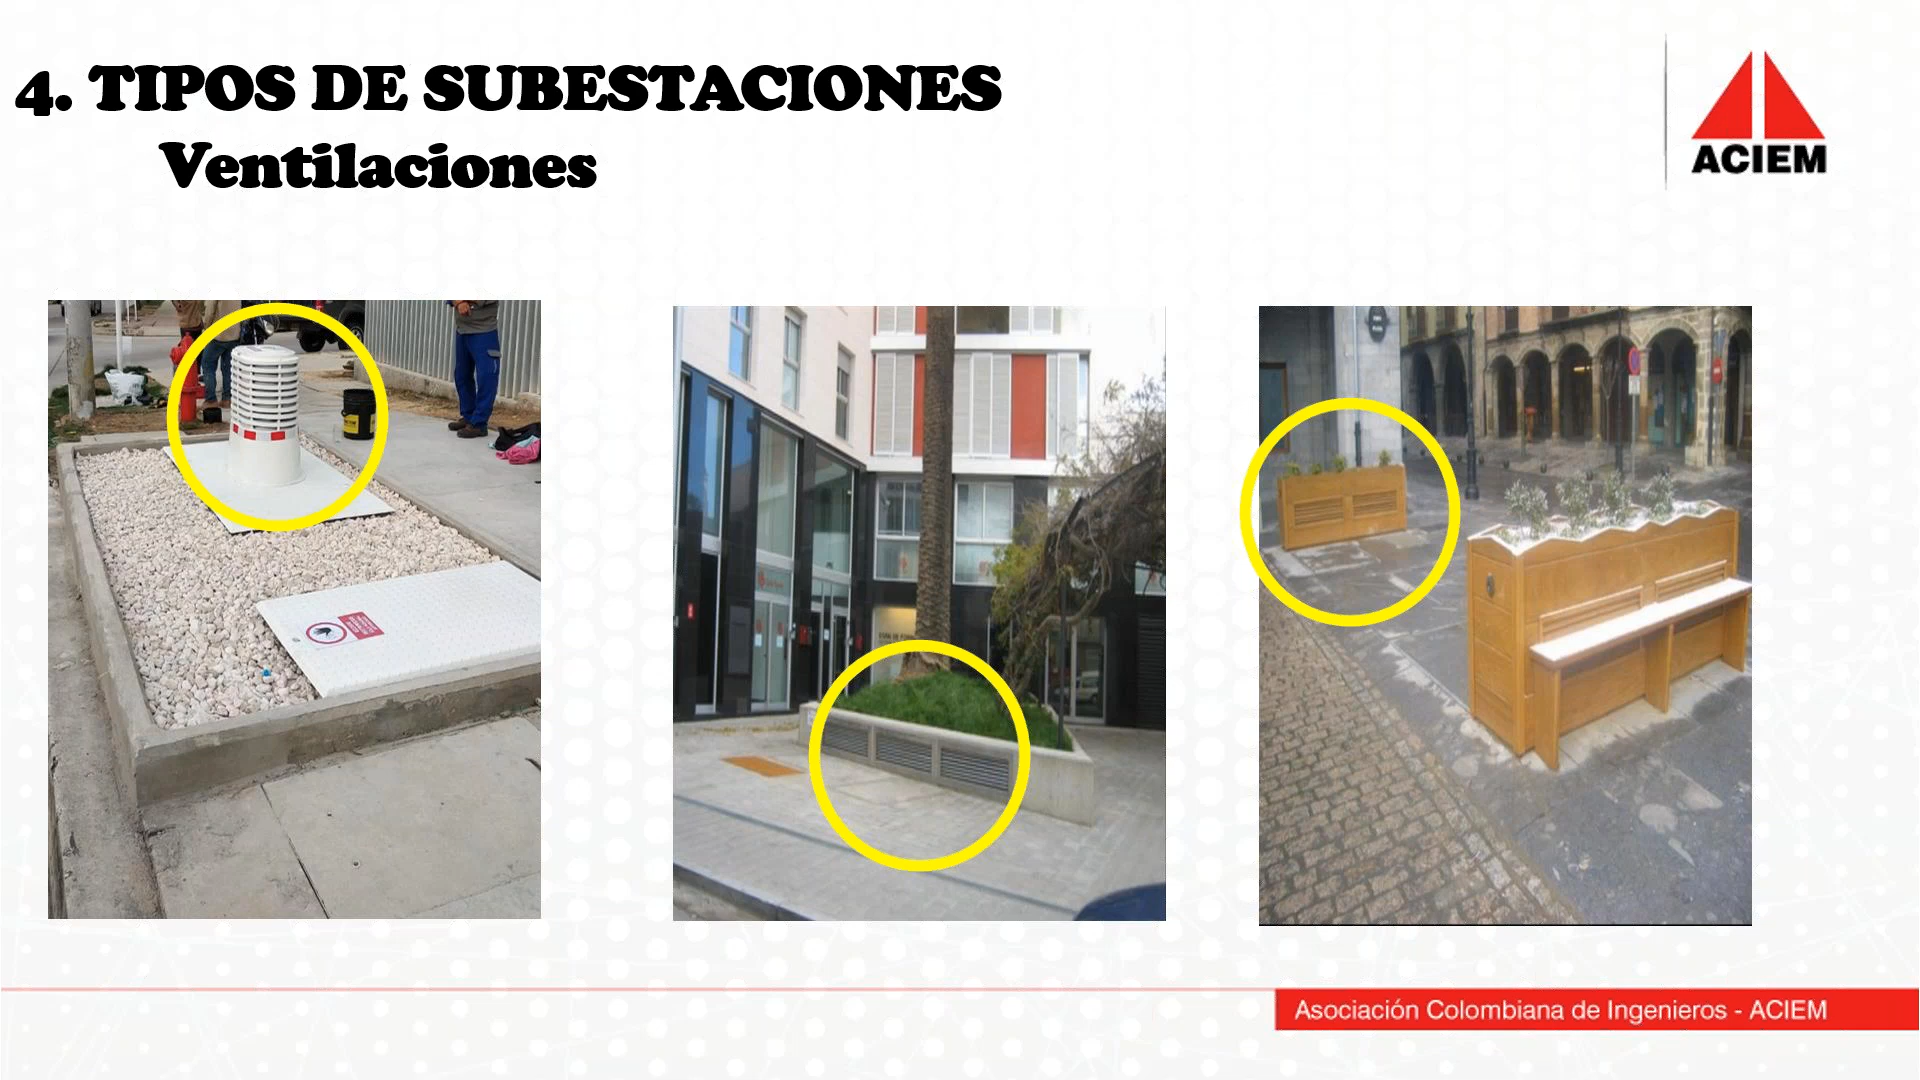 4. TIPOS DE SUBESTACIONES
Ventilaciones
ACIEM
Asociación Colombiana de Ingenieros - ACIEM